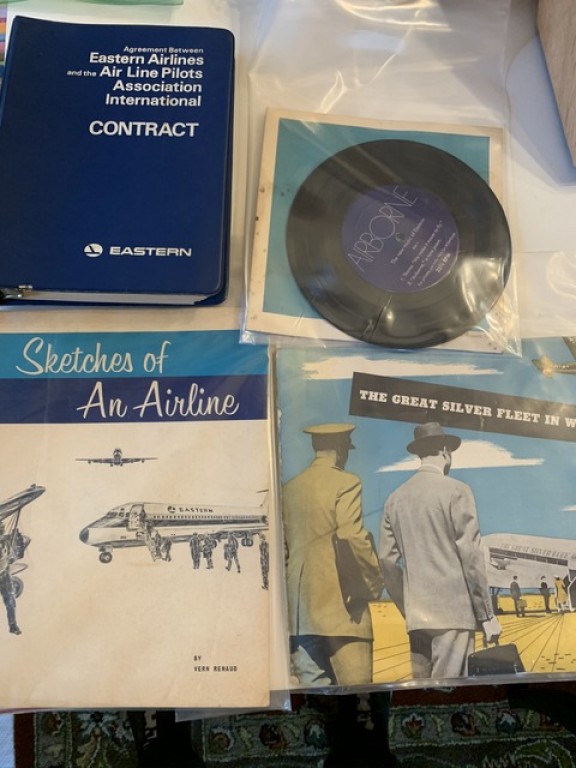 Agreement Between
Eastern Airlines
and the Air Line Pilots
Association
International
CONTRACT
EASTERN
AIRBORNE
Sketches of
An Airline
EASTERN
BY
VERN RENAUD
THE GREAT SILVER FLEET IN W